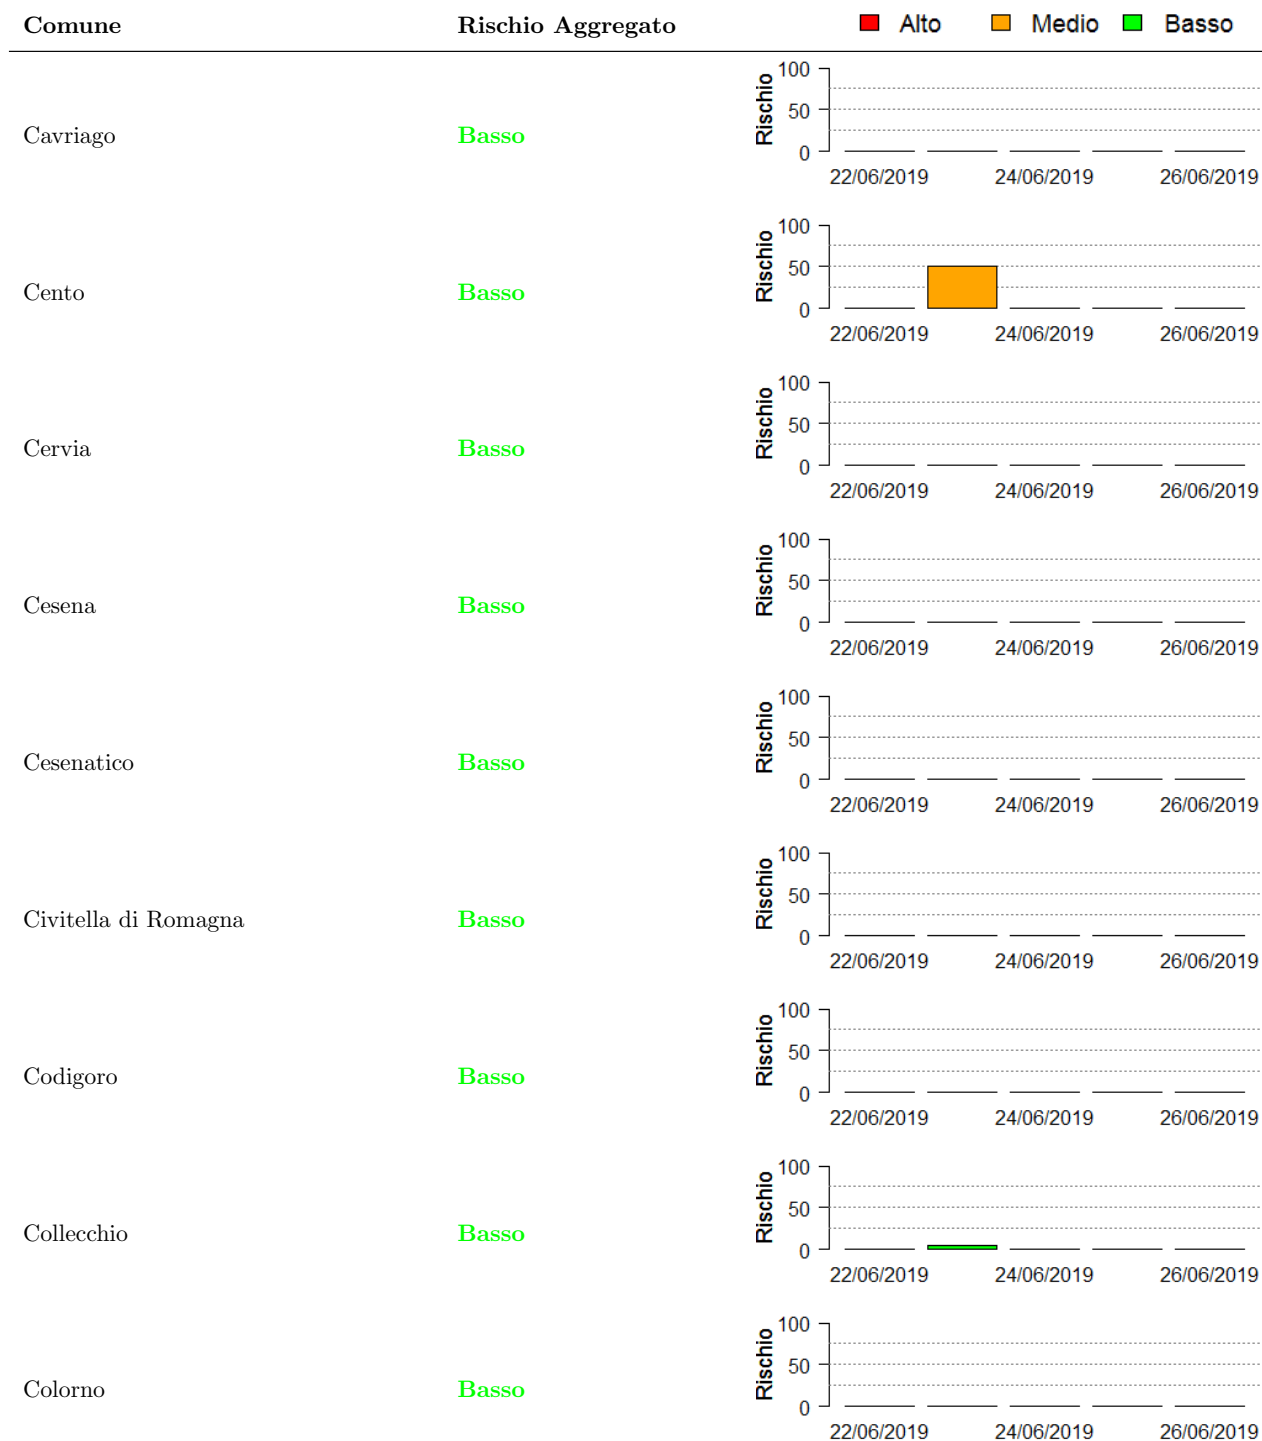 Comune Rischio Aggregato Alto Medio Basso
Cavriago Basso Rischio 100 50 0
22/06/2019 24/06/2019 26/06/2019
Cento Basso Rischio 100 50 0
22/06/2019 24/06/2019 26/06/2019
Cervia Basso Rischio 100 50 0
22/06/2019 24/06/2019 26/06/2019
Cesena Basso Rischio 100 50 0
22/06/2019 24/06/2019 26/06/2019
Cesenatico Basso Rischio 100 50 0
22/06/2019 24/06/2019 26/06/2019
Civitella di Romagna Basso Rischio 100 50 0
22/06/2019 24/06/2019 26/06/2019
Codigoro Basso Rischio 100 50 0
22/06/2019 24/06/2019 26/06/2019
Collecchio Basso Rischio 100 50 0
22/06/2019 24/06/2019 26/06/2019
Colorno Basso Rischio 100 50 0
22/06/2019 24/06/2019 26/06/2019